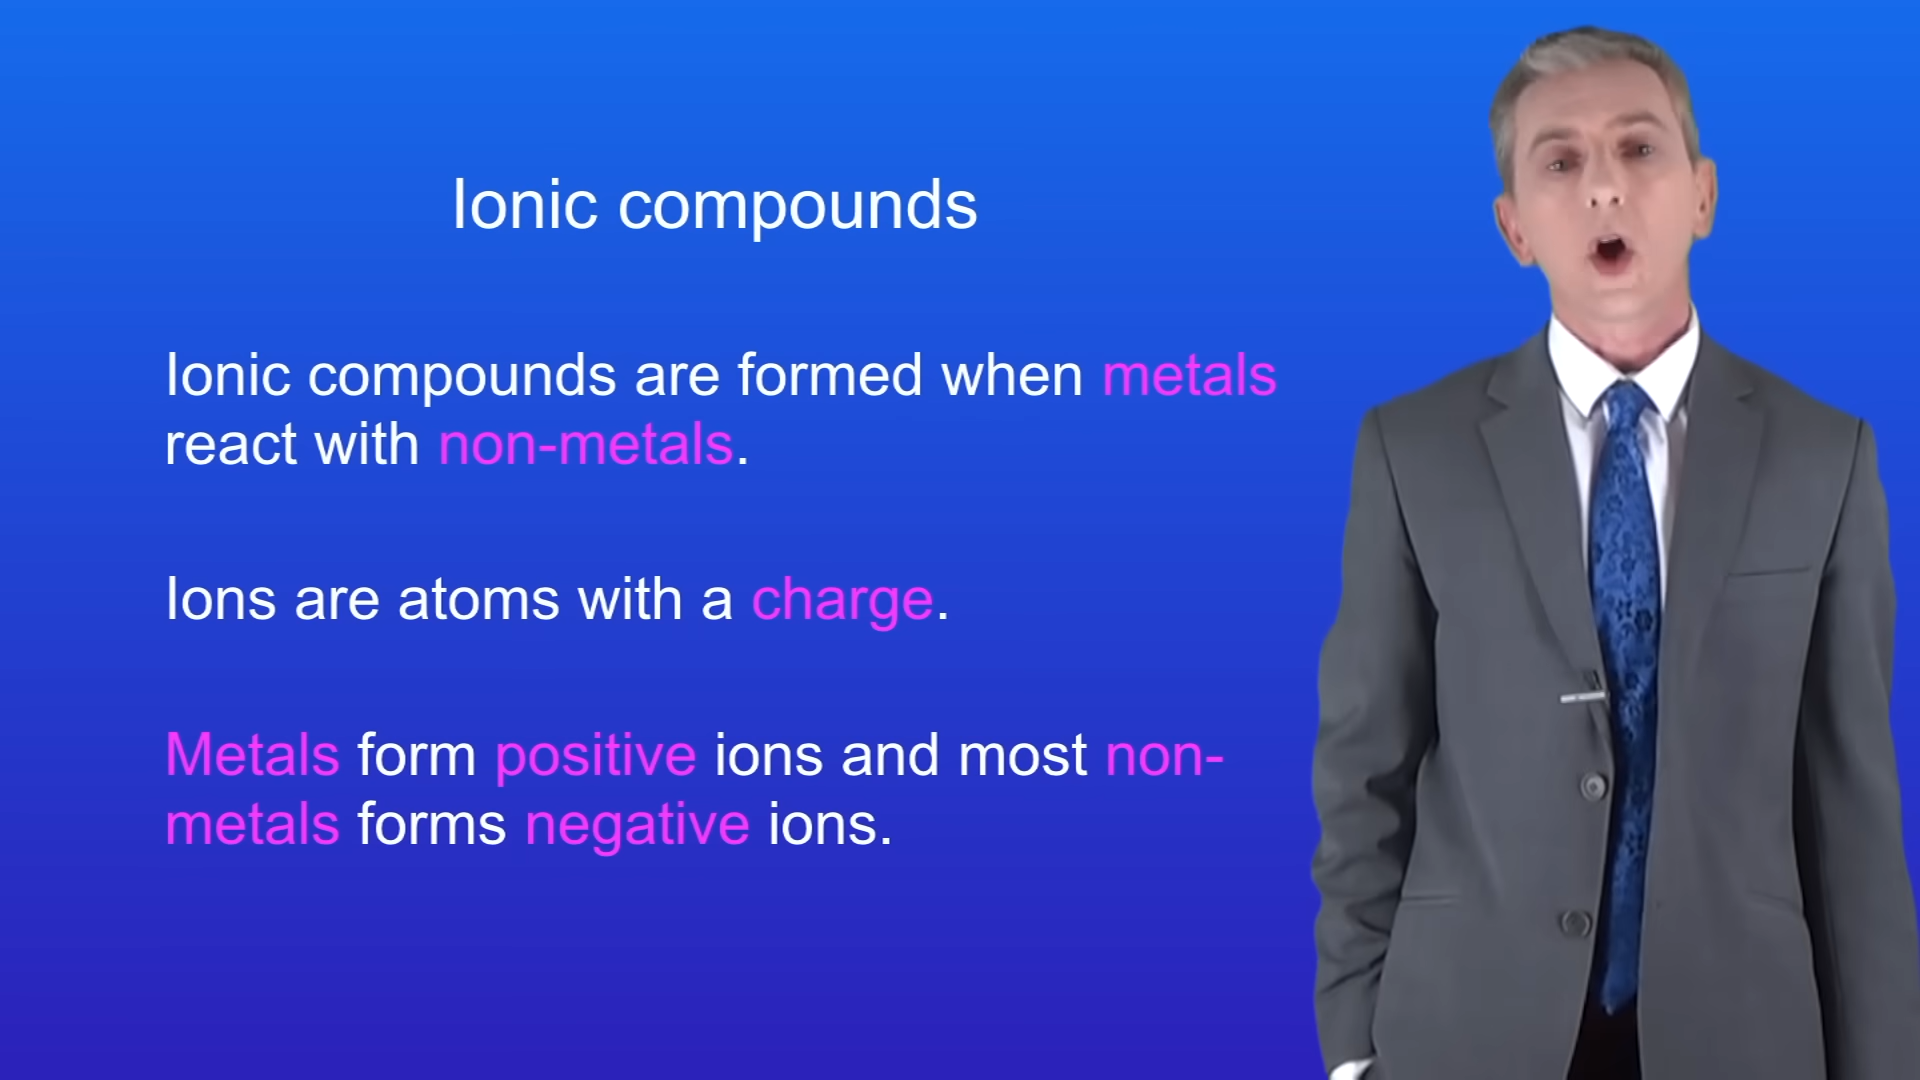 Ionic compounds
Ionic compounds are formed when metals
react with non-metals.
Ions are atoms with a charge.
Metals form positive ions and most non-
metals forms negative ions.